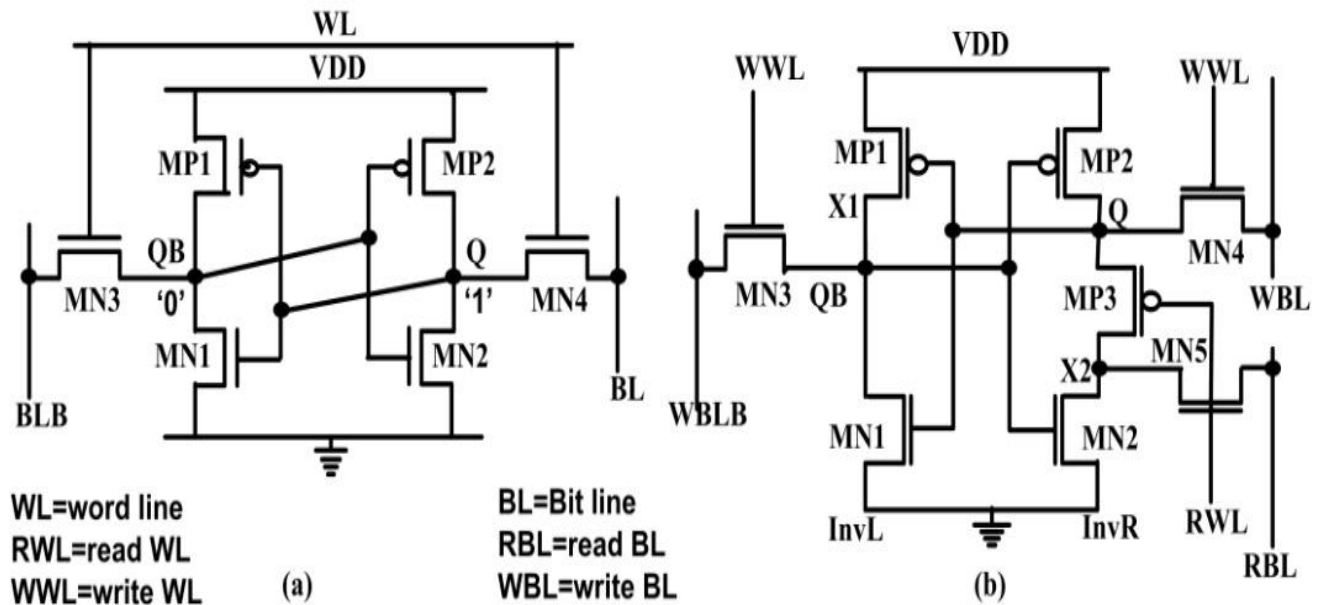 WL
VDD
MP1
MP2
QB
Q
'0'
'1'
MN3
MN4
MN1
MN2
BLB
BL
WL=word line
RWL=read WL
WWL=write WL
(a)
VDD
WWL
WWL
MP1
MP2
X1
Q
MN3
QB
MN4
MP3
WBL
MN5
X2
WBLB
MN1
MN2
InvL
InvR
RWL
RBL
BL=Bit line
RBL=read BL
WBL=write BL
(b)